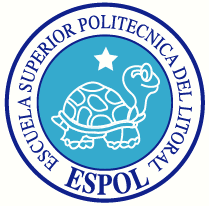 ESCUELA SUPERIOR POLITECNICA DEL LITORAL
ESPOL